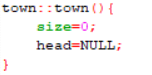 town::town(){
size=0;
head=NULL;
}